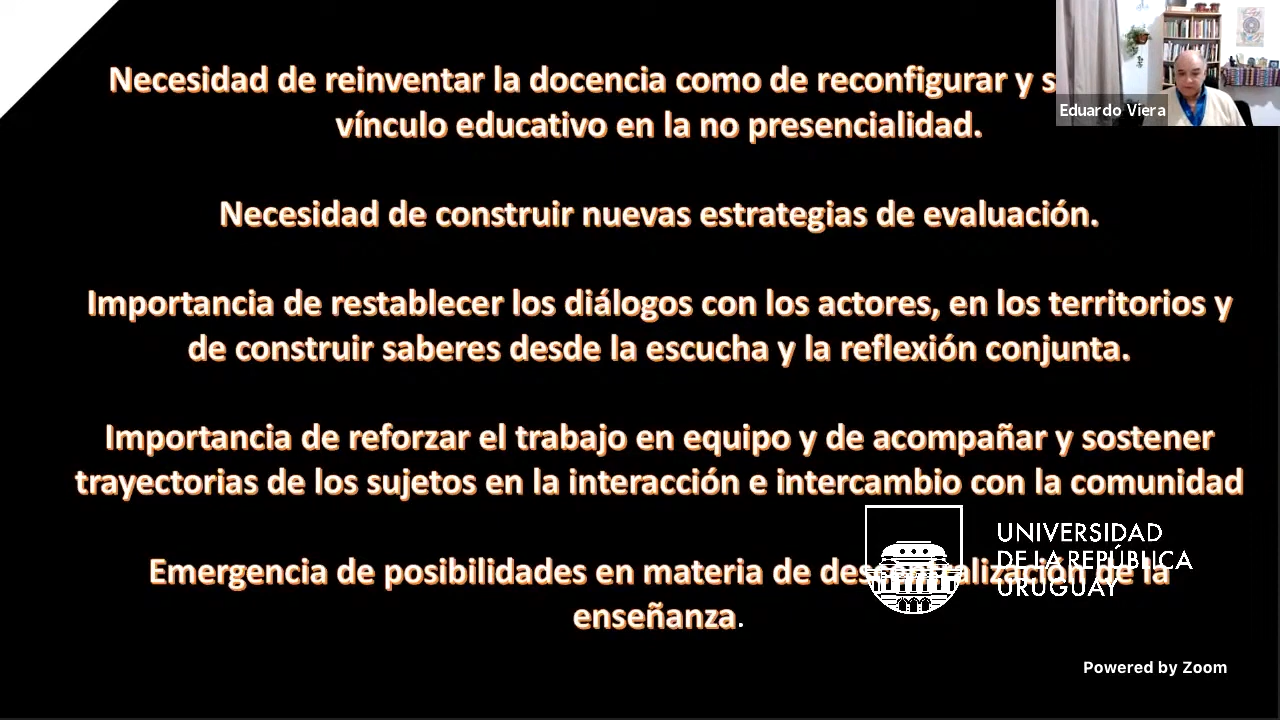 Necesidad de reinventar la docencia como de reconfigurar y
vínculo educativo en la no presencialidad.
Necesidad de construir nuevas estrategias de evaluación.
Importancia de restablecer los diálogos con los actores, en los territorios y
de construir saberes desde la escucha y la reflexión conjunta.
Importancia de reforzar el trabajo en equipo y de acompañar y sostener
trayectorias de los sujetos en la interacción e intercambio con la comunidad
Emergencia de posibilidades en materia de descentralización de la
enseñanza.
Eduardo Viera
UNIVERSIDAD
DE LA REPÚBLICA
URUGUAY
Powered by Zoom